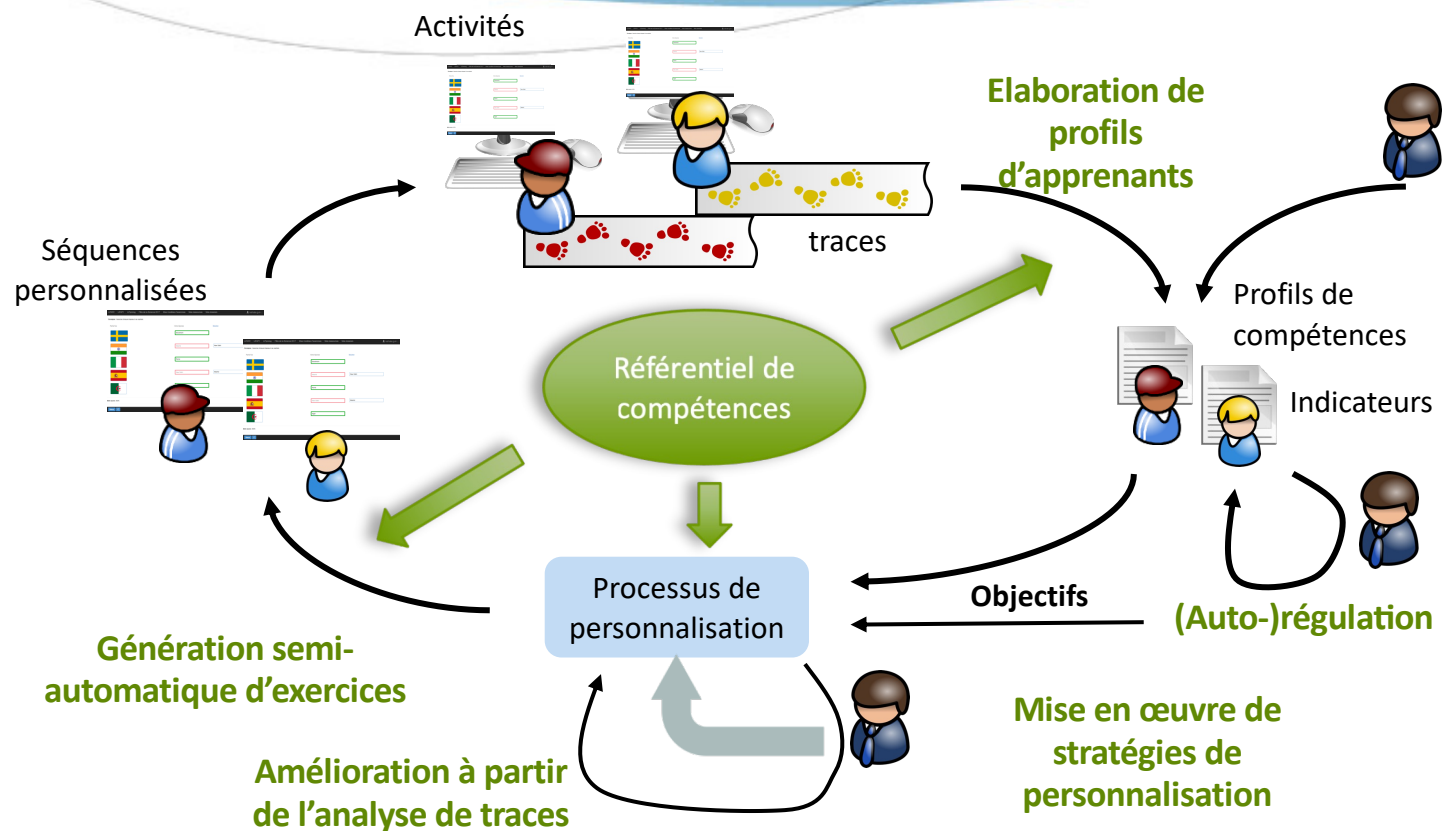 Activités
Elaboration de
profils
d’apprenants
traces
Séquences
personnalisées
Profils de
compétences
Indicateurs
Référentiel de
compétences
Processus de
personnalisation
Objectifs
(Auto-)régulation
Génération semi-
automatique d’exercices
Mise en œuvre de
stratégies de
personnalisation
Amélioration à partir
de l’analyse de traces